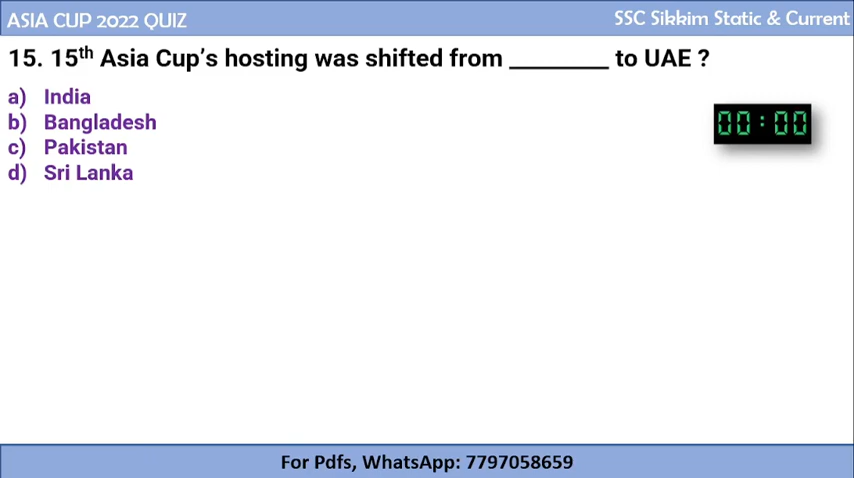 ASIA CUP 2022 QUIZ
SSC Sikkim Static & Current
15. 15th Asia Cup's hosting was shifted from ________ to UAE ?
a) India
b) Bangladesh
c) Pakistan
d) Sri Lanka
00:00
For Pdfs, WhatsApp: 7797058659